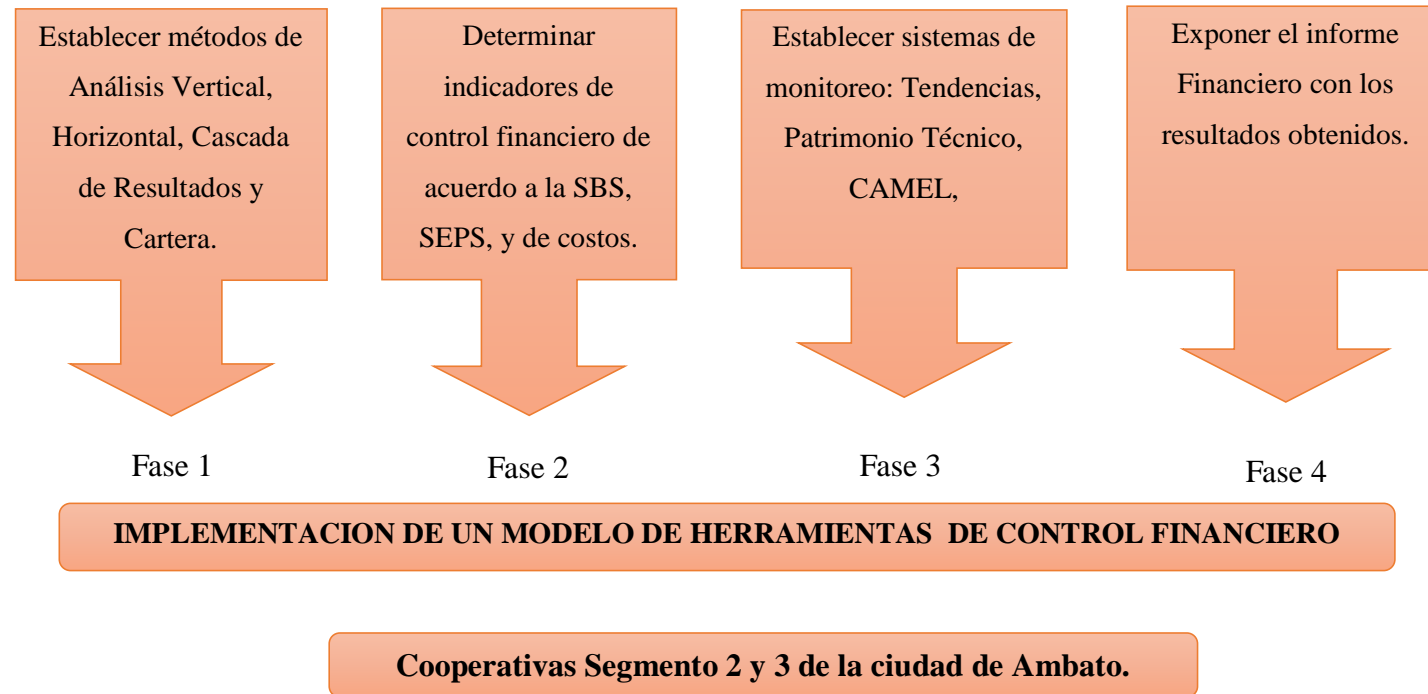 Establecer métodos de
Análisis Vertical,
Horizontal, Cascada
de Resultados y
Cartera.
Determinar
indicadores de
control financiero de
acuerdo a la SBS,
SEPS, y de costos.
Establecer sistemas de
monitoreo: Tendencias,
Patrimonio Técnico,
CAMEL,
Exponer el informe
Financiero con los
resultados obtenidos.
Fase 1
Fase 2
Fase 3
Fase 4
IMPLEMENTACION DE UN MODELO DE HERRAMIENTAS DE CONTROL FINANCIERO
Cooperativas Segmento 2 y 3 de la ciudad de Ambato.